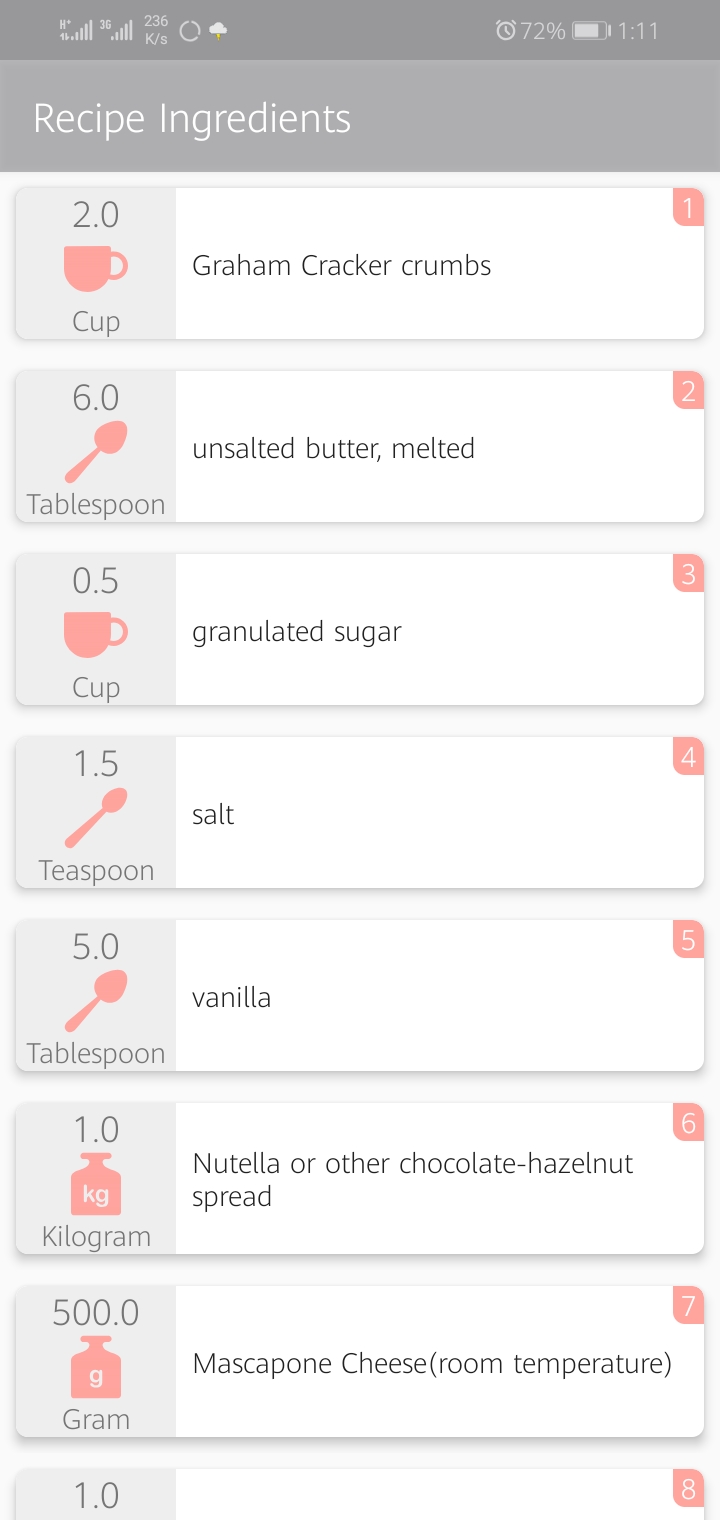 H+ 3G 236 K/s 72% 1:11
Recipe Ingredients
2.0
1
Graham Cracker crumbs
Cup
6.0
2
unsalted butter, melted
Tablespoon
0.5
3
granulated sugar
Cup
1.5
4
salt
Teaspoon
5.0
5
vanilla
Tablespoon
1.0
6
Nutella or other chocolate-hazelnut
spread
kg
Kilogram
500.0
7
Mascapone Cheese(room temperature)
g
Gram
1.0
8